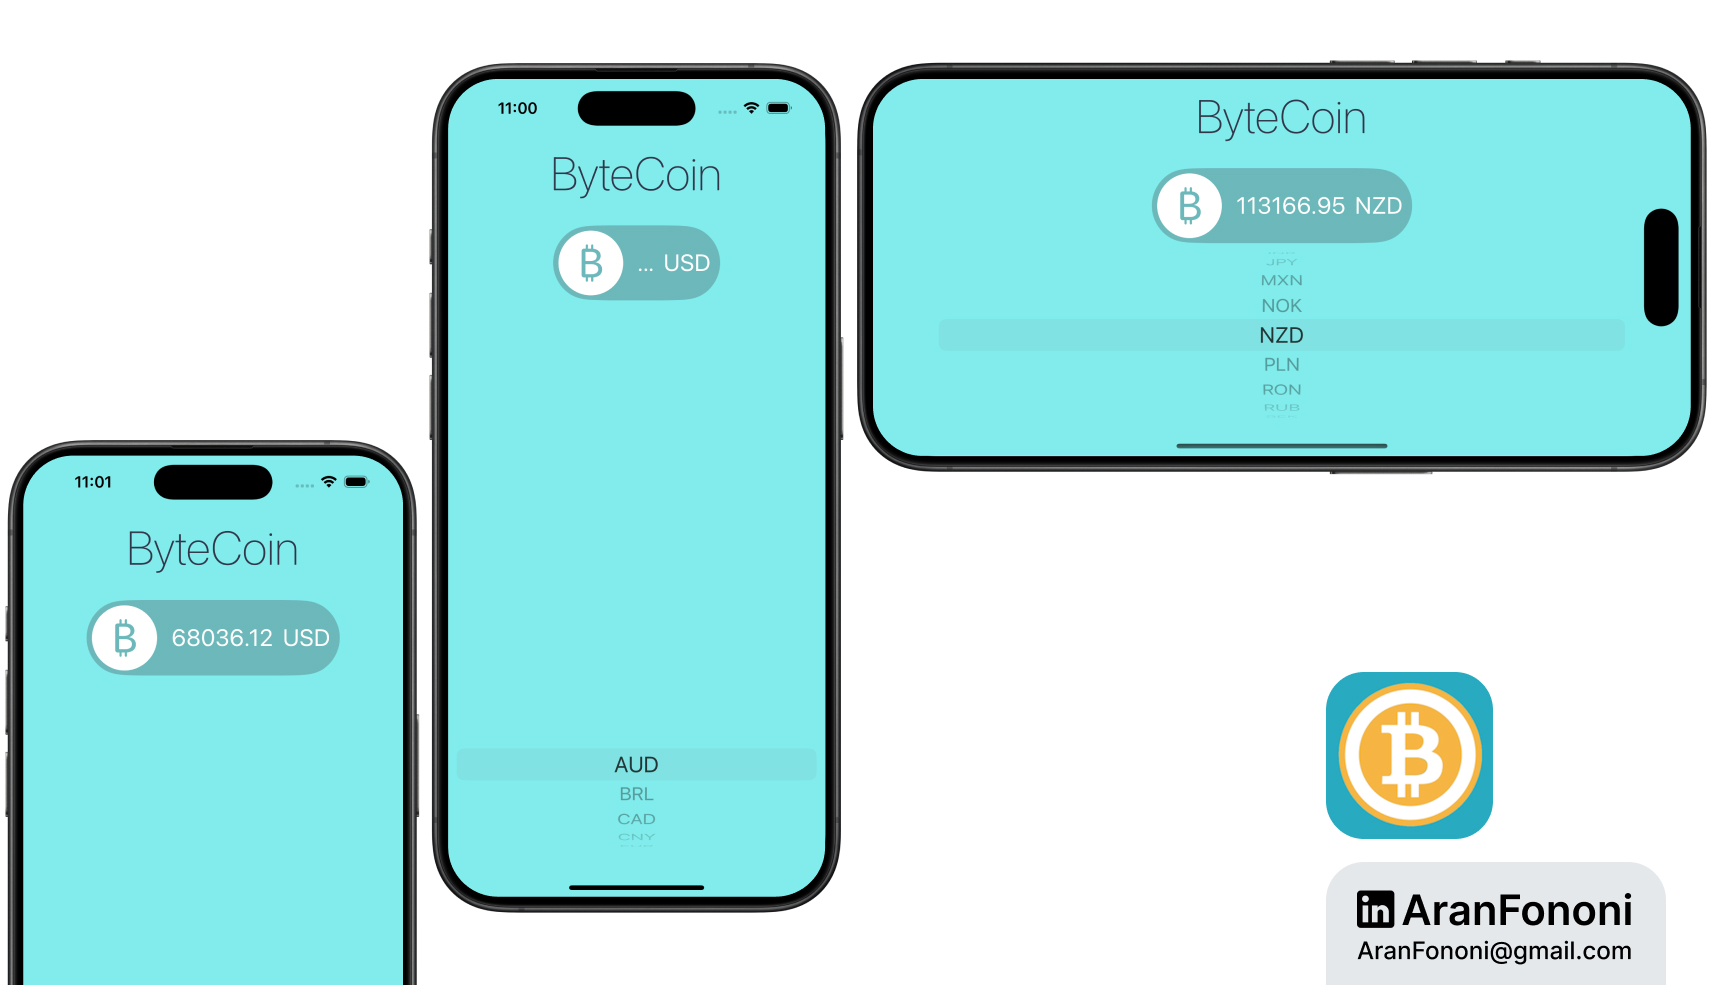 11:01
ByteCoin
68036.12 USD
11:00
ByteCoin
... USD
AUD
BRL
CAD
CNY
ByteCoin
113166.95 NZD
JPY
MXN
NOK
NZD
PLN
RON
RUB
in AranFononi
AranFononi@gmail.com